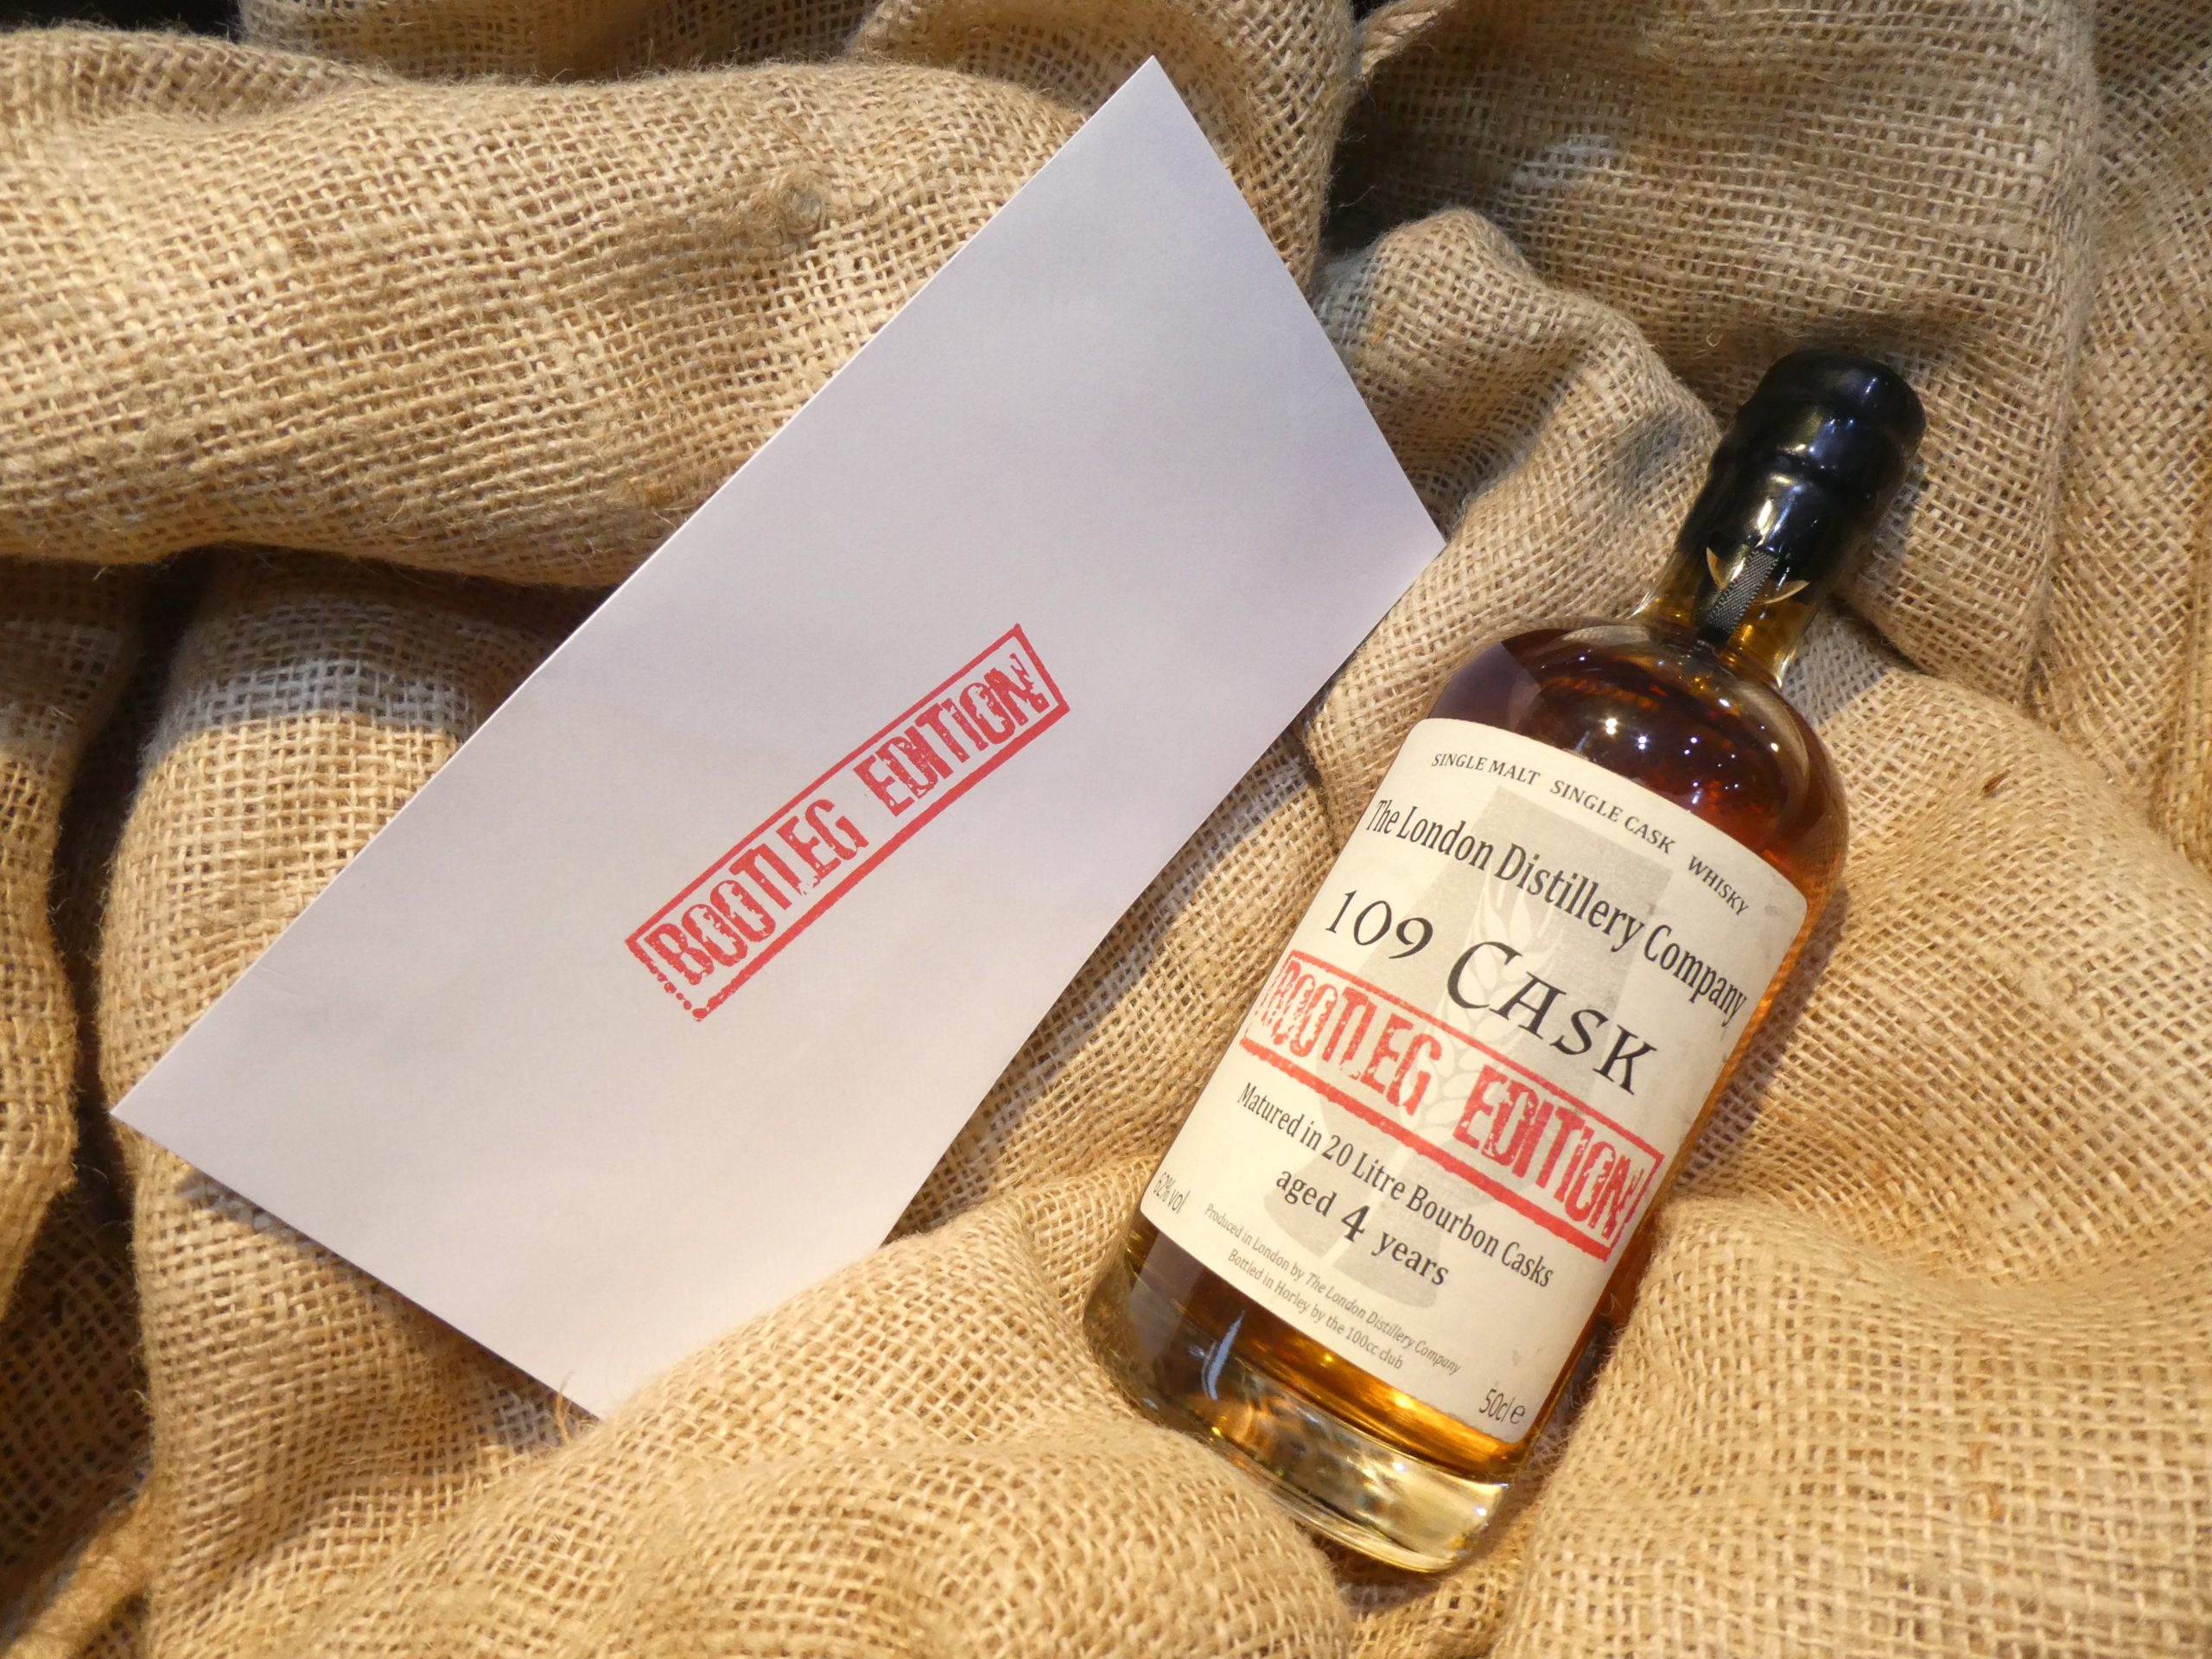 BOOTLEG EDITION
SINGLE MALT SINGLE CASK WHISKY
The London Distillery Company
109 CASK
BOOTLEG EDITION
Matured in 20 Litre Bourbon Casks
aged 4 years
62% vol
Produced in London by The London Distillery Company
Bottled in Horley by the 100cc club
50cl e